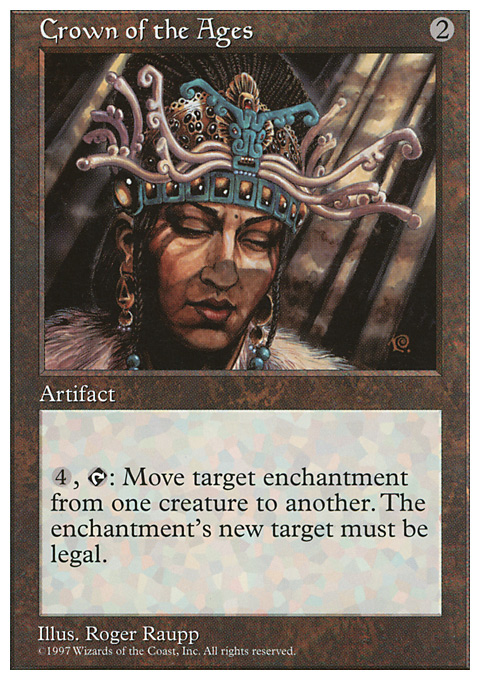 Crown of the Ages 2
Artifact
4, : Move target enchantment
from one creature to another. The
enchantment's new target must be
legal.
Illus. Roger Raupp
©1997 Wizards of the Coast, Inc. All rights reserved.